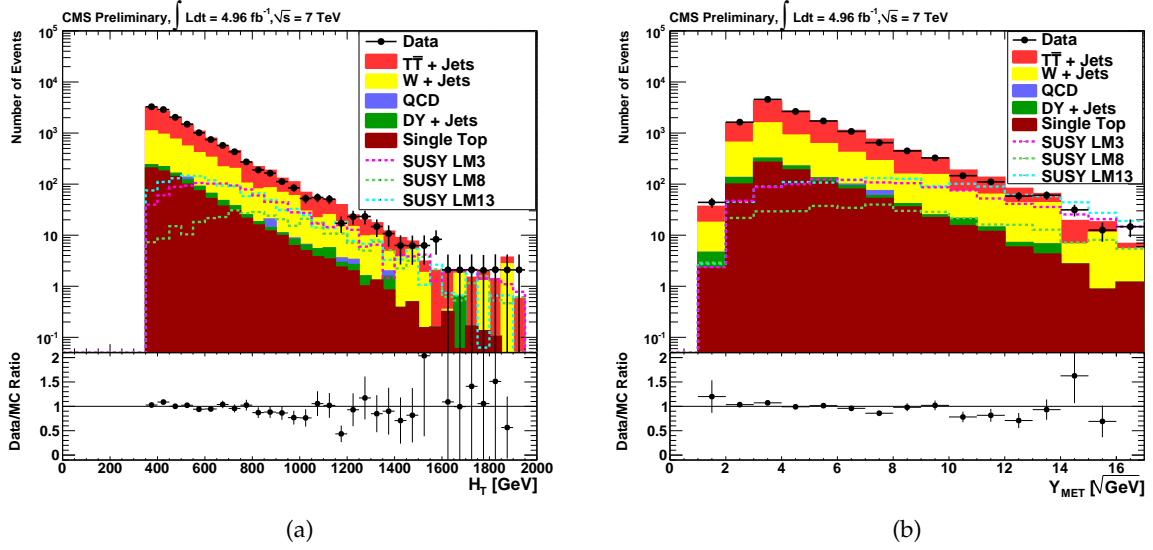 CMS Preliminary, ∫ Ldt = 4.96 fb⁻¹,√s = 7 TeV
Number of Events
10⁵
10⁴
10³
10²
10
1
10⁻¹
Data
TT̅ + Jets
W + Jets
QCD
DY + Jets
Single Top
SUSY LM3
SUSY LM8
SUSY LM13
Data/MC Ratio
2
1.5
1
0.5
0
0 200 400 600 800 1000 1200 1400 1600 1800 2000
H_T [GeV]
(a)
CMS Preliminary, ∫ Ldt = 4.96 fb⁻¹,√s = 7 TeV
Number of Events
10⁵
10⁴
10³
10²
10
1
10⁻¹
Data
TT̅ + Jets
W + Jets
QCD
DY + Jets
Single Top
SUSY LM3
SUSY LM8
SUSY LM13
Data/MC Ratio
2
1.5
1
0.5
0
0 2 4 6 8 10 12 14 16
Y_MET [√GeV]
(b)